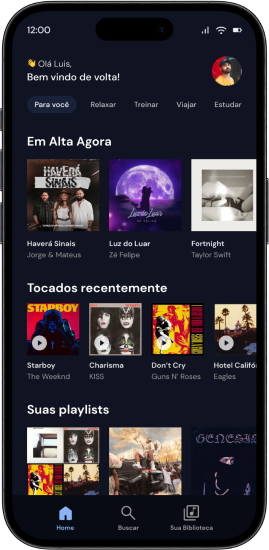 12:00
👋 Olá Luis,
Bem vindo de volta!
Para você
Relaxar
Treinar
Viajar
Estudar
Em Alta Agora
HAVERÁ SINAIS
Luz do Luar
ZÉ FELIPE
Haverá Sinais
Luz do Luar
Fortnight
Jorge & Mateus
Zé Felipe
Taylor Swift
Tocados recentemente
STARBOY
Starboy
Charisma
Don't Cry
Hotel Califó
The Weeknd
KISS
Guns N' Roses
Eagles
Suas playlists
GENESIS
Home
Buscar
Sua Biblioteca